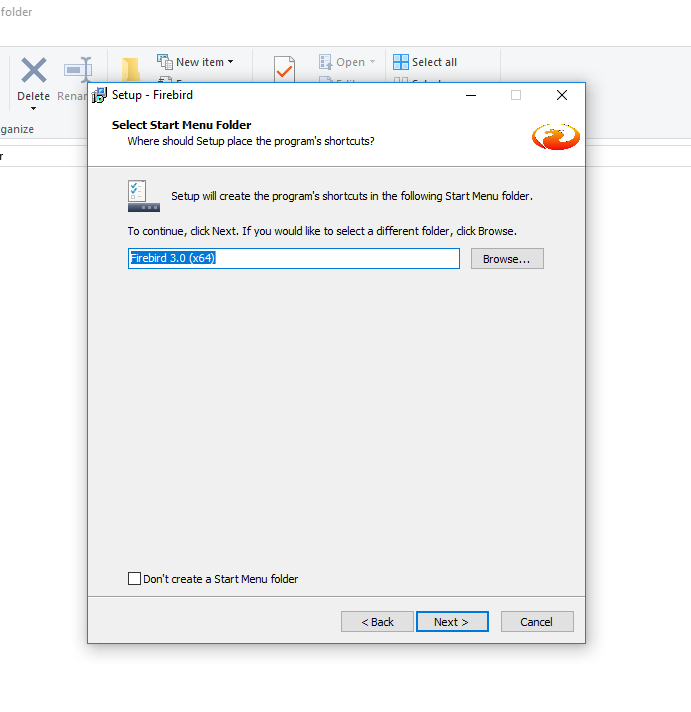 folder
New item
Open
Select all
Delete
Renam
ganize
r
Setup - Firebird
Select Start Menu Folder
Where should Setup place the program's shortcuts?
Setup will create the program's shortcuts in the following Start Menu folder.
To continue, click Next. If you would like to select a different folder, click Browse.
Firebird 3.0 (x64)
Browse...
Don't create a Start Menu folder
< Back
Next >
Cancel